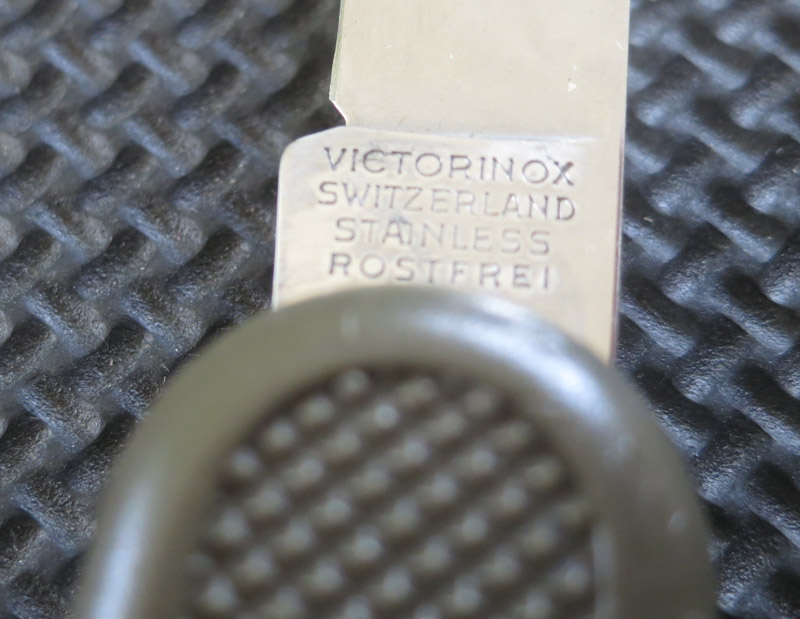 VICTORINOX
SWITZERLAND
STAINLESS
ROSTFREI